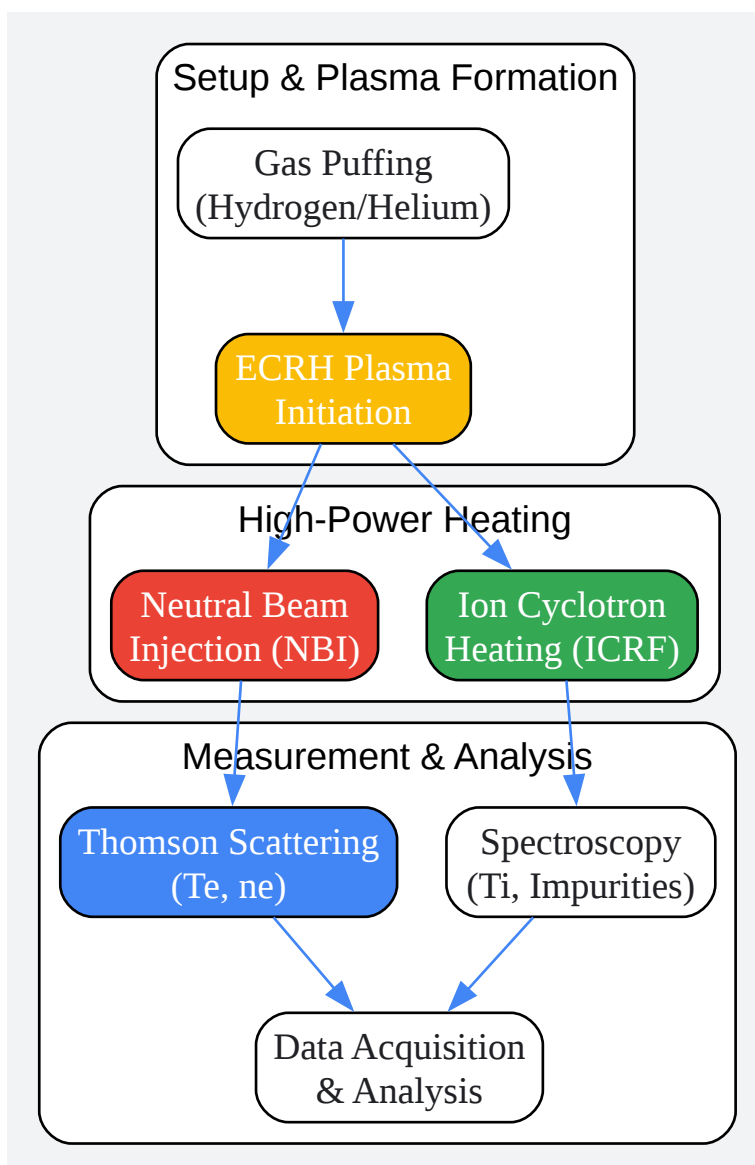 Setup & Plasma Formation
Gas Puffing
(Hydrogen/Helium)
ECRH Plasma
Initiation
High-Power Heating
Neutral Beam
Injection (NBI)
Ion Cyclotron
Heating (ICRF)
Measurement & Analysis
Thomson Scattering
(Te, ne)
Spectroscopy
(Ti, Impurities)
Data Acquisition
& Analysis